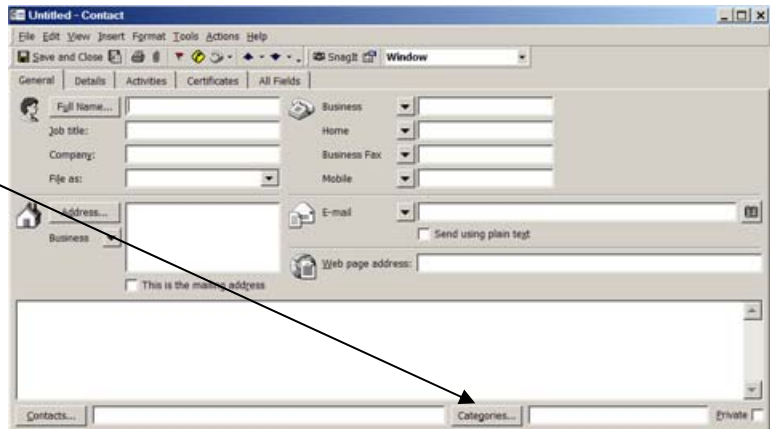 Untitled - Contact
File Edit View Insert Format Tools Actions Help
Save and Close SnagIt Window
General Details Activities Certificates All Fields
Full Name... Business
Job title: Home
Company: Business Fax
File as: Mobile
Address... E-mail
Business Send using plain text
Web page address:
This is the mailing address
Contacts... Categories... Private